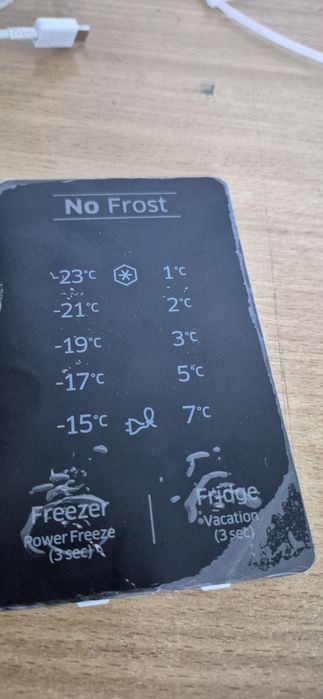 No Frost
-23°C 1°C
-21°C 2°C
-19°C 3°C
-17°C 5°C
-15°C 7°C
Freezer Fridge
Power Freeze Vacation
(3 sec) (3 sec)